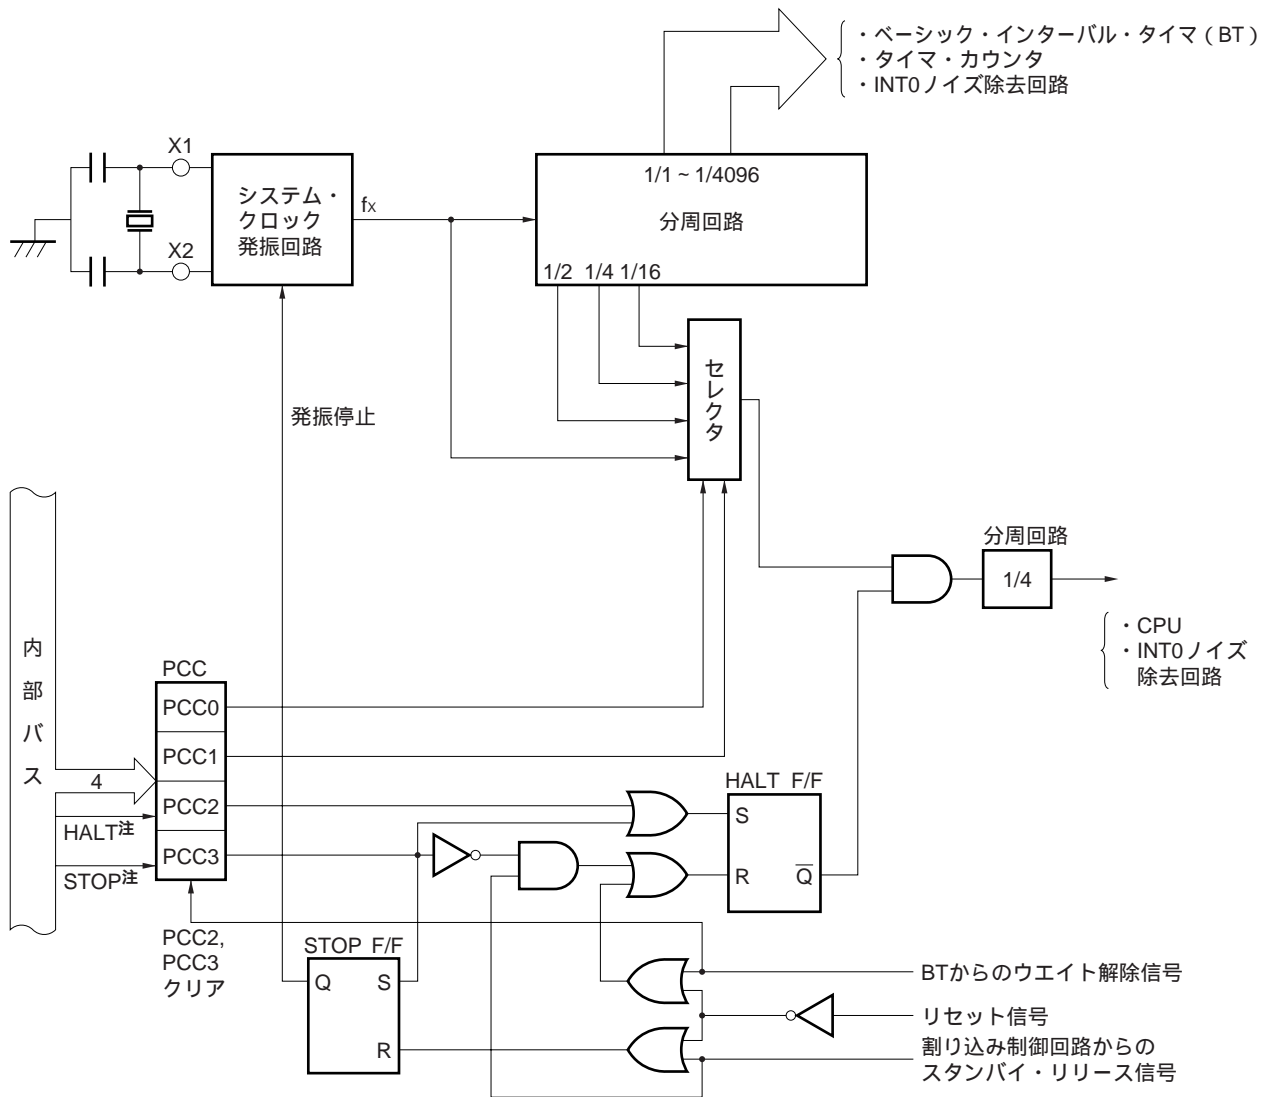 ・ベーシック・インターバル・タイマ（BT）
・タイマ・カウンタ
・INT0ノイズ除去回路
X1
X2
システム・
クロック
発振回路
fX
1/1 ~ 1/4096
分周回路
1/2 1/4 1/16
セレクタ
発振停止
分周回路
1/4
・CPU
・INT0ノイズ
除去回路
内部バス
4
HALT注
STOP注
PCC
PCC0
PCC1
PCC2
PCC3
PCC2,
PCC3
クリア
HALT F/F
S
R
Q̅
STOP F/F
Q
S
R
BTからのウエイト解除信号
リセット信号
割り込み制御回路からの
スタンバイ・リリース信号